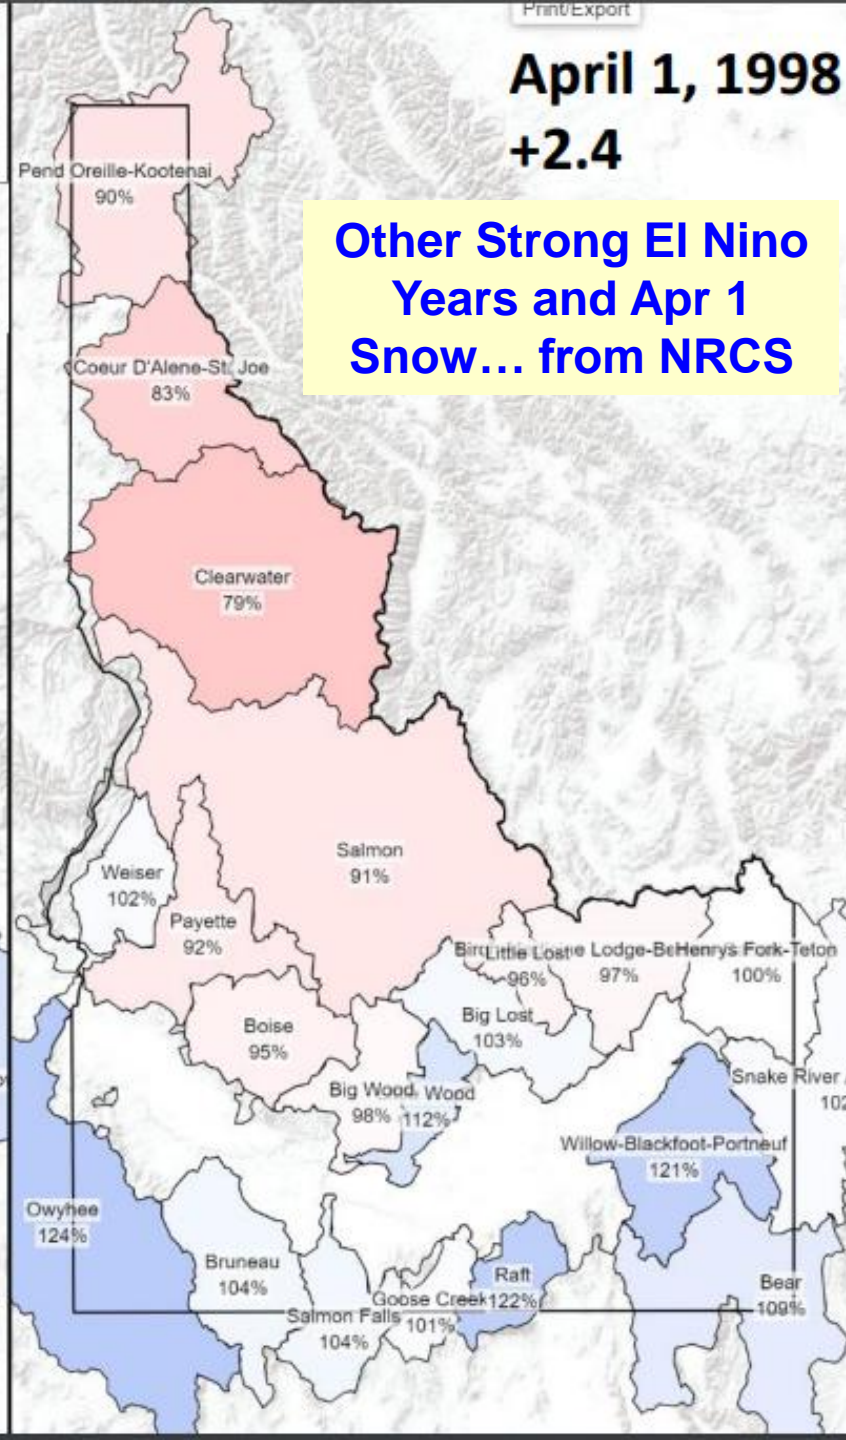 Print/Export
April 1, 1998
+2.4
Other Strong El Nino
Years and Apr 1
Snow… from NRCS
Pend Oreille-Kootenai
90%
Coeur D'Alene-St. Joe
83%
Clearwater
79%
Salmon
91%
Weiser
102%
Payette
92%
Little Lost
96%
Lodge-Be
97%
Henrys Fork-Teton
100%
Boise
95%
Big Lost
103%
Big Wood
98%
Wood
112%
Snake River
102
Willow-Blackfoot-Portneuf
121%
Owyhee
124%
Bruneau
104%
Salmon Falls
104%
Goose Creek
101%
Raft
122%
Bear
109%